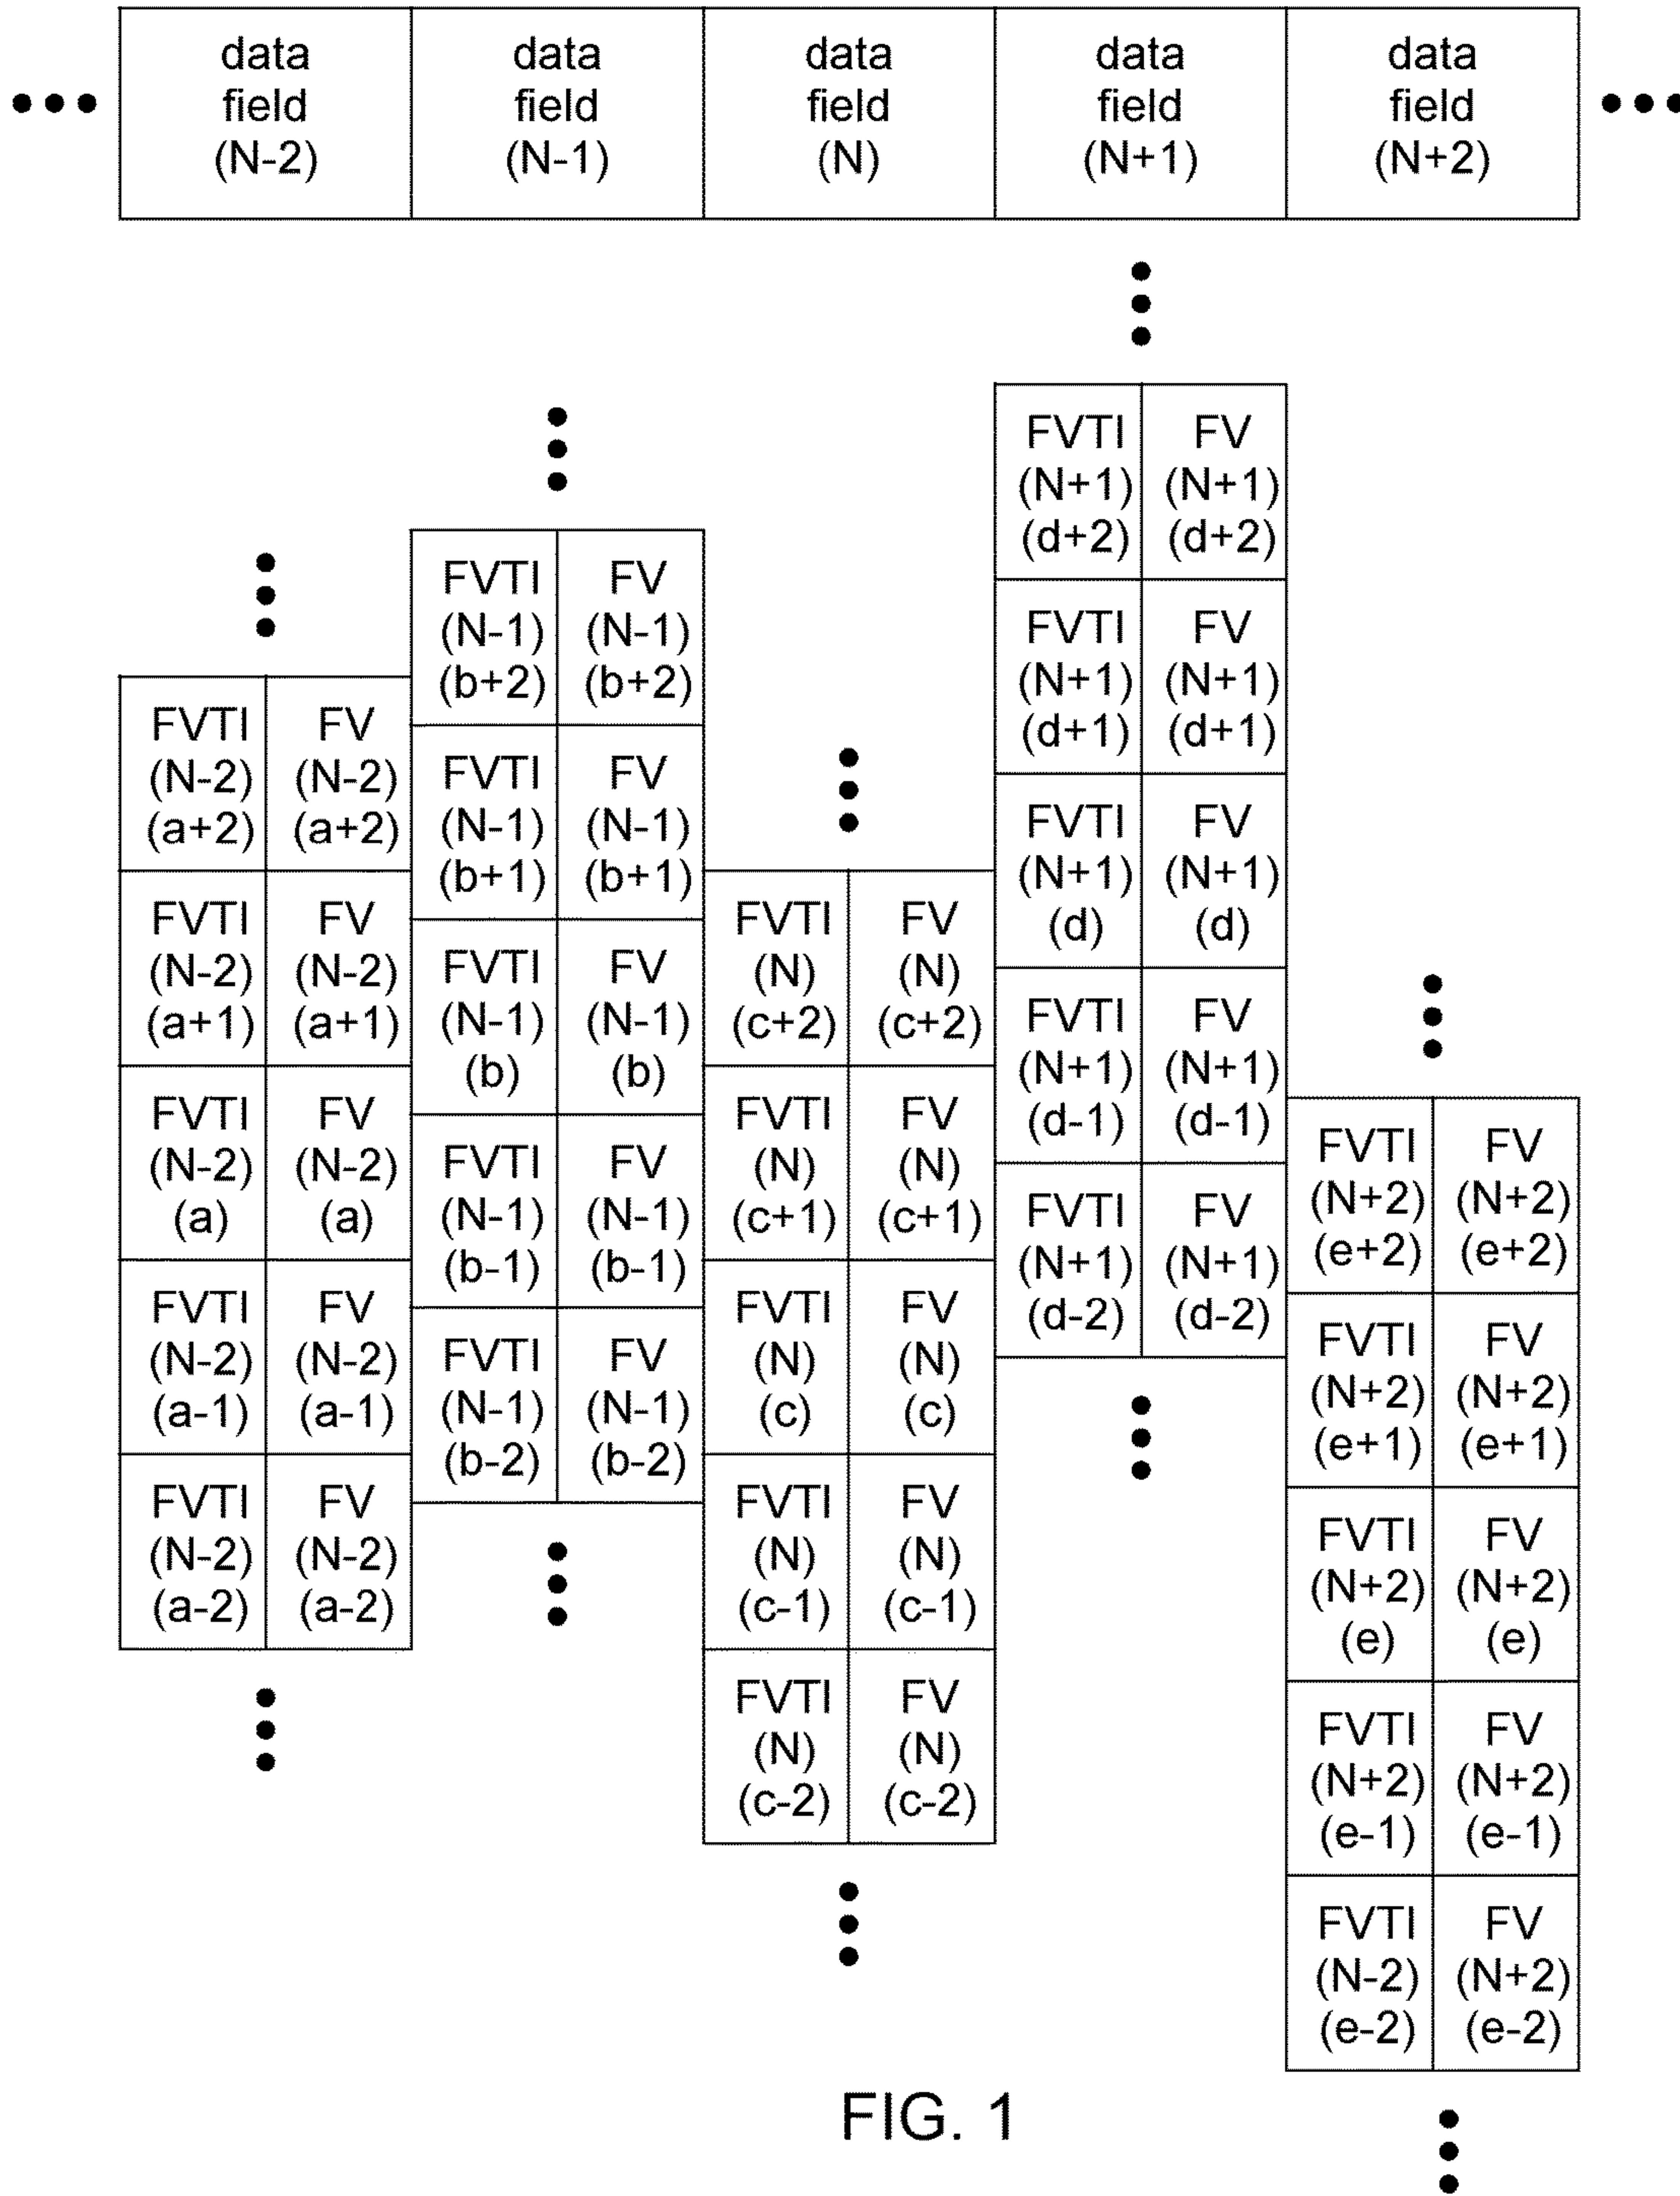 data
field
(N-2)
data
field
(N-1)
data
field
(N)
data
field
(N+1)
data
field
(N+2)
FVTI
(N-2)
(a+2)
FV
(N-2)
(a+2)
FVTI
(N-2)
(a+1)
FV
(N-2)
(a+1)
FVTI
(N-2)
(a)
FV
(N-2)
(a)
FVTI
(N-2)
(a-1)
FV
(N-2)
(a-1)
FVTI
(N-2)
(a-2)
FV
(N-2)
(a-2)
FVTI
(N-1)
(b+2)
FV
(N-1)
(b+2)
FVTI
(N-1)
(b+1)
FV
(N-1)
(b+1)
FVTI
(N-1)
(b)
FV
(N-1)
(b)
FVTI
(N-1)
(b-1)
FV
(N-1)
(b-1)
FVTI
(N-1)
(b-2)
FV
(N-1)
(b-2)
FVTI
(N)
(c+2)
FV
(N)
(c+2)
FVTI
(N)
(c+1)
FV
(N)
(c+1)
FVTI
(N)
(c)
FV
(N)
(c)
FVTI
(N)
(c-1)
FV
(N)
(c-1)
FVTI
(N)
(c-2)
FV
(N)
(c-2)
FVTI
(N+1)
(d+2)
FV
(N+1)
(d+2)
FVTI
(N+1)
(d+1)
FV
(N+1)
(d+1)
FVTI
(N+1)
(d)
FV
(N+1)
(d)
FVTI
(N+1)
(d-1)
FV
(N+1)
(d-1)
FVTI
(N+1)
(d-2)
FV
(N+1)
(d-2)
FVTI
(N+2)
(e+2)
FV
(N+2)
(e+2)
FVTI
(N+2)
(e+1)
FV
(N+2)
(e+1)
FVTI
(N+2)
(e)
FV
(N+2)
(e)
FVTI
(N+2)
(e-1)
FV
(N+2)
(e-1)
FVTI
(N-2)
(e-2)
FV
(N+2)
(e-2)
FIG. 1